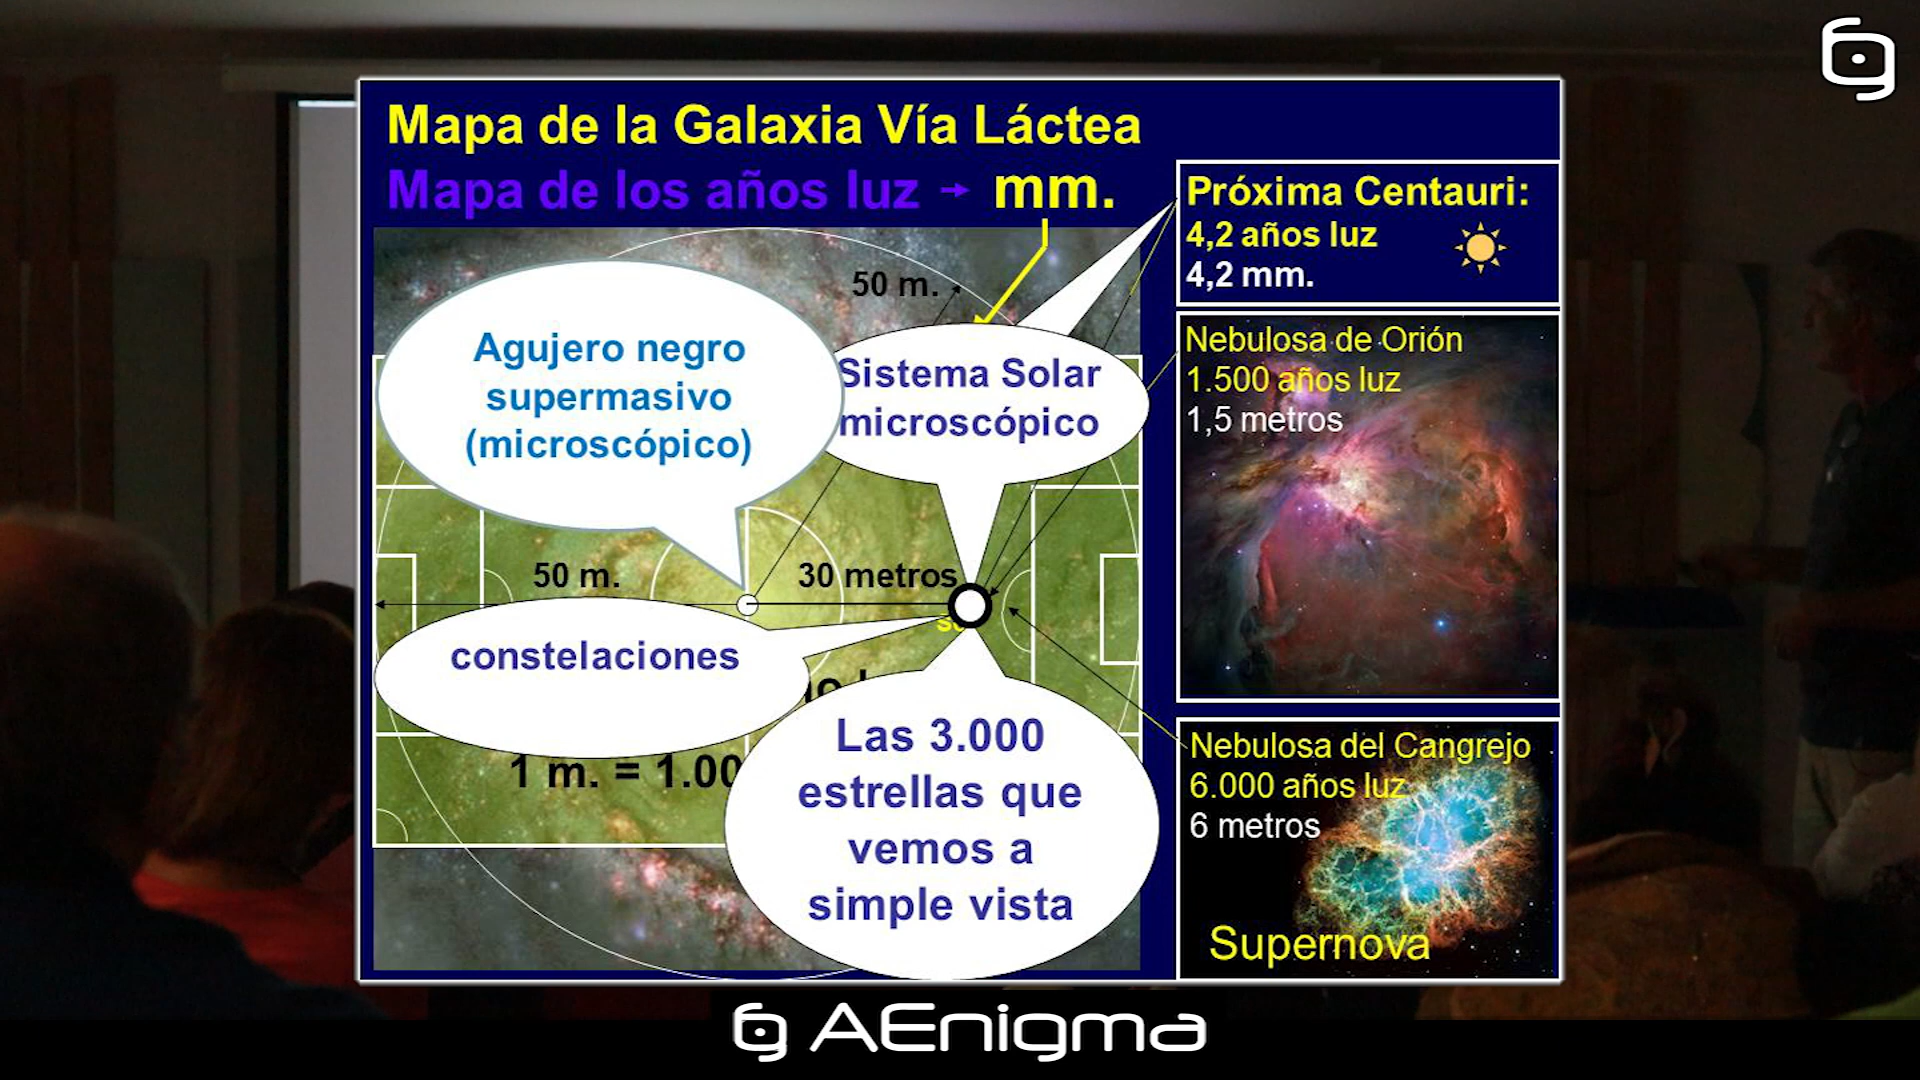 Mapa de la Galaxia Vía Láctea
Mapa de los años luz → mm.
Próxima Centauri:
4,2 años luz
4,2 mm.
50 m.
Agujero negro
supermasivo
(microscópico)
Sistema Solar
microscópico
Nebulosa de Orión
1.500 años luz
1,5 metros
50 m.
30 metros
constelaciones
1 m. = 1.00
Las 3.000
estrellas que
vemos a
simple vista
Nebulosa del Cangrejo
6.000 años luz
6 metros
Supernova
AEnigma